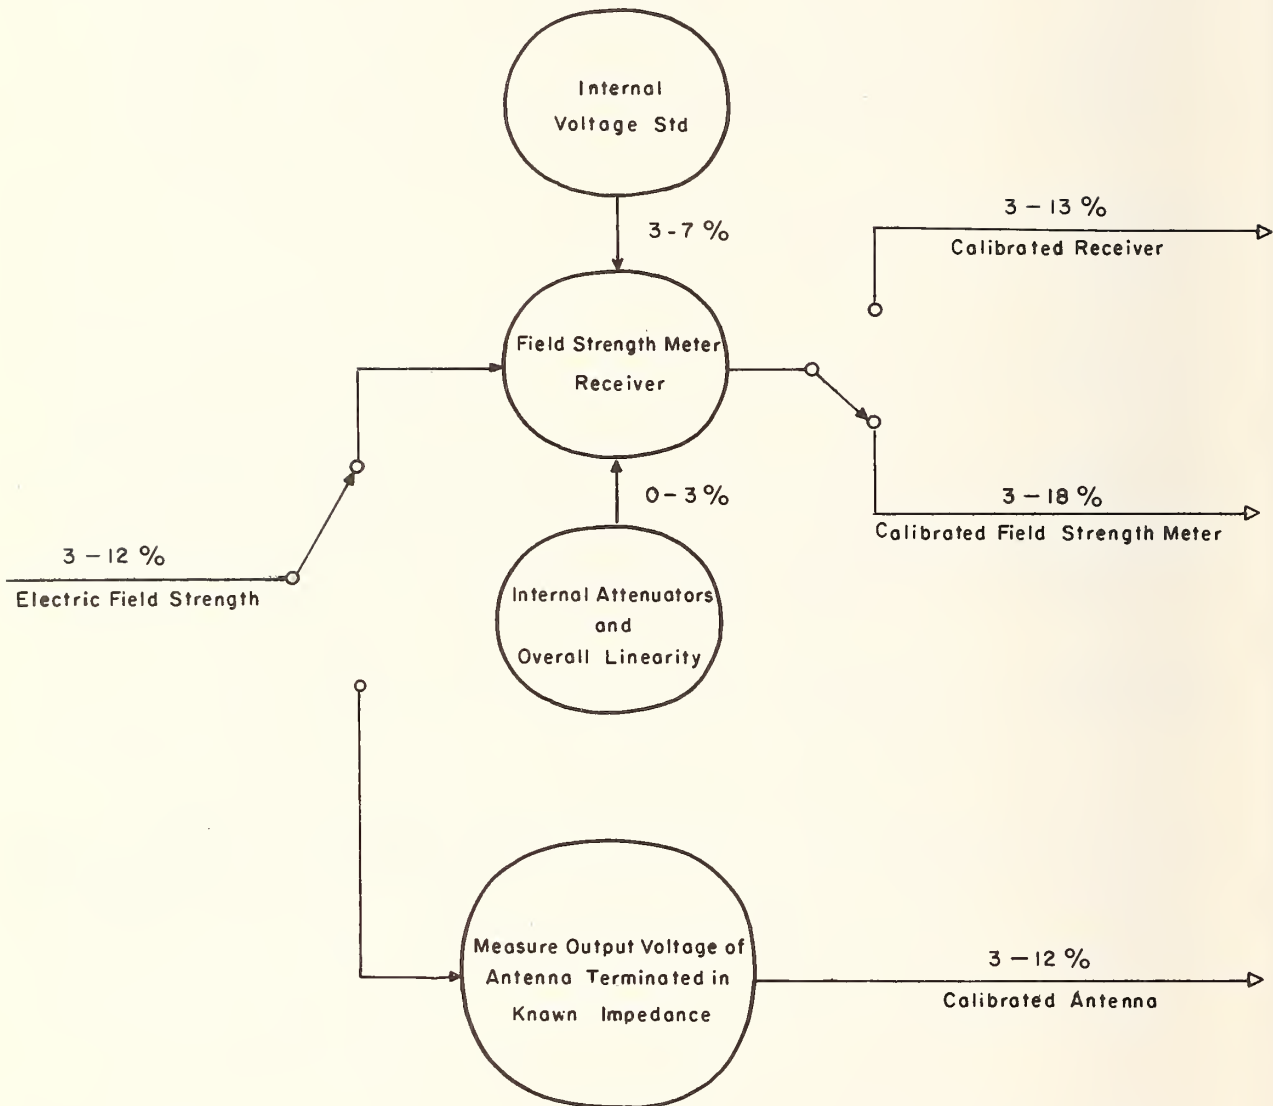 Internal
Voltage Std
3-7 %
3 - 13 %
Calibrated Receiver
Field Strength Meter
Receiver
0 - 3%
3 - 18 %
Calibrated Field Strength Meter
3 - 12 %
Electric Field Strength
Internal Attenuators
and
Overall Linearity
Measure Output Voltage of
Antenna Terminated in
Known Impedance
3 - 12 %
Calibrated Antenna